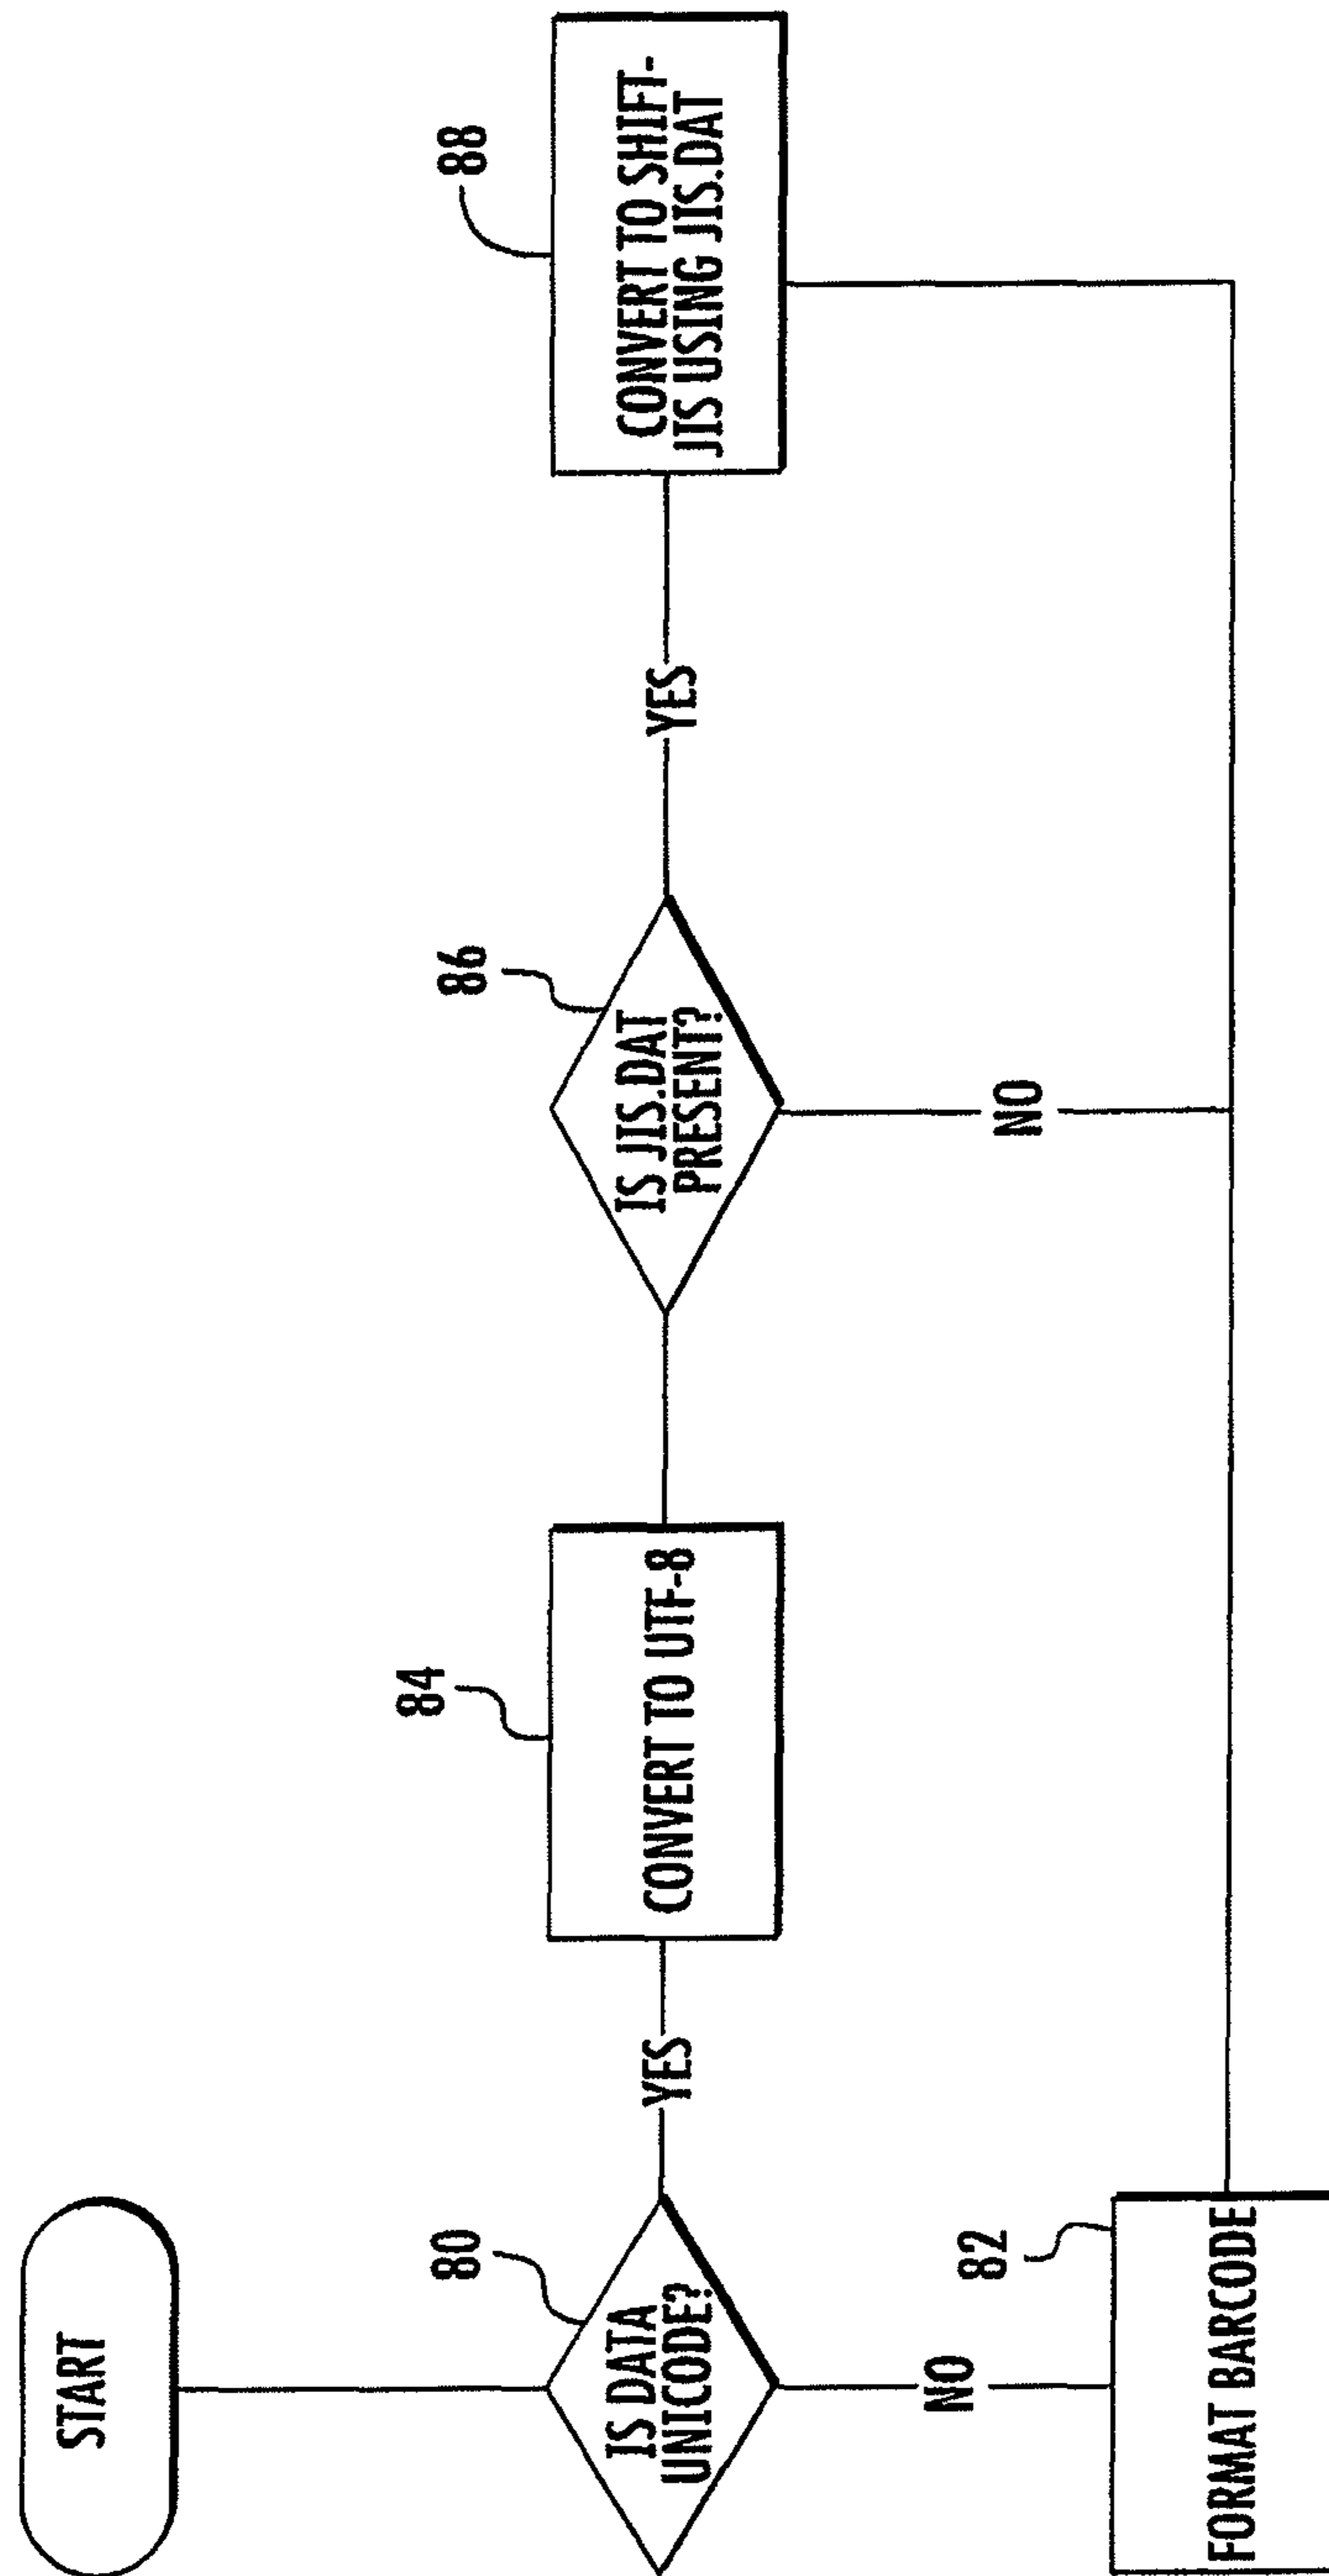 START
80
IS DATA
UNICODE?
YES
NO
82
FORMAT BARCODE
84
CONVERT TO UTF-8
86
IS JIS.DAT
PRESENT?
YES
NO
88
CONVERT TO SHIFT-
JIS USING JIS.DAT